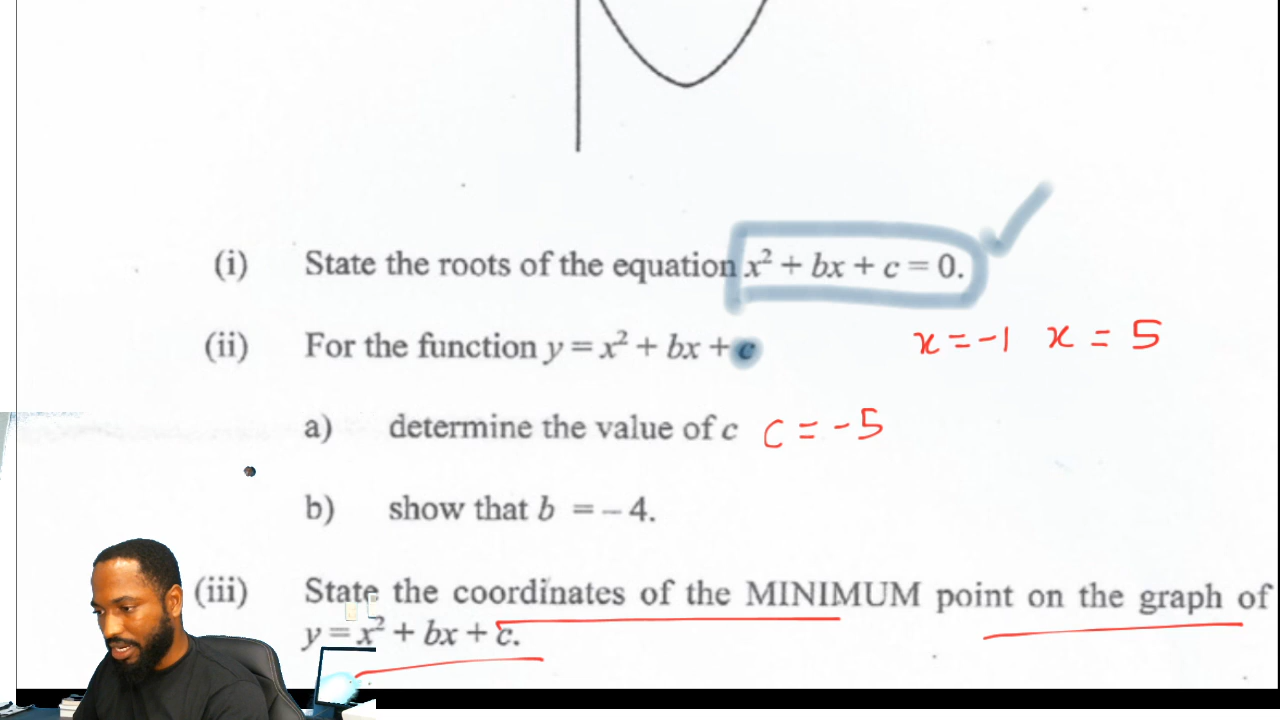 (i) State the roots of the equation x² + bx + c = 0.
(ii) For the function y = x² + bx + c
x = -1 x = 5
a) determine the value of c c = -5
b) show that b = – 4.
(iii) State the coordinates of the MINIMUM point on the graph of
y = x² + bx + c.